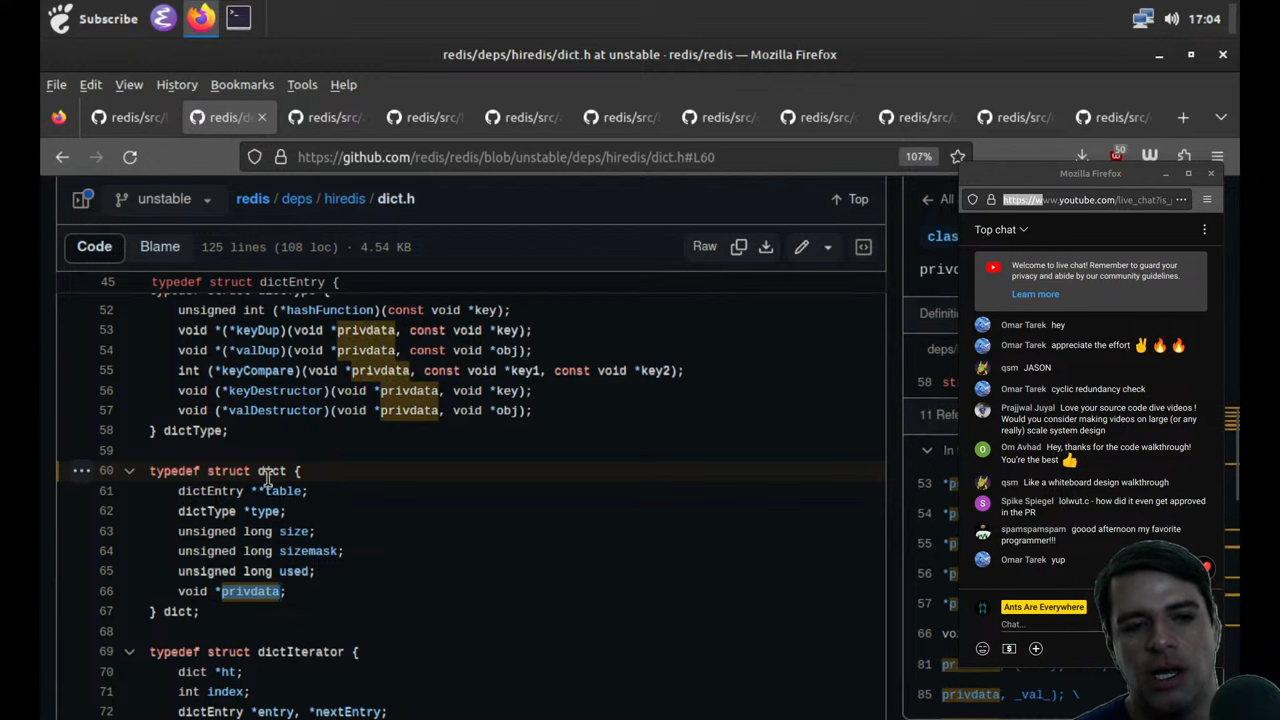 Subscribe
17:04
redis/deps/hiredis/dict.h at unstable · redis/redis — Mozilla Firefox
File Edit View History Bookmarks Tools Help
redis/src/ redis/d redis/src/ redis/src/ redis/src/ redis/src/ redis/src/ redis/src/ redis/src/ redis/src/ redis/src/
https://github.com/redis/redis/blob/unstable/deps/hiredis/dict.h#L60
107%
50
unstable
redis / deps / hiredis / dict.h
Top
Code Blame 125 lines (108 loc) · 4.54 KB
Raw
45 typedef struct dictEntry {
52 unsigned int (*hashFunction)(const void *key);
53 void *(*keyDup)(void *privdata, const void *key);
54 void *(*valDup)(void *privdata, const void *obj);
55 int (*keyCompare)(void *privdata, const void *key1, const void *key2);
56 void (*keyDestructor)(void *privdata, void *key);
57 void (*valDestructor)(void *privdata, void *obj);
58 } dictType;
59
60 typedef struct dict {
61 dictEntry **table;
62 dictType *type;
63 unsigned long size;
64 unsigned long sizemask;
65 unsigned long used;
66 void *privdata;
67 } dict;
68
69 typedef struct dictIterator {
70 dict *ht;
71 int index;
72 dictEntry *entry, *nextEntry;
All
clas
priv
Definiti
deps/
58 st
11 Refe
In
53
54
55
56
57
66 vo
81 pr
85 privdata, _val_); \
Mozilla Firefox
https://www.youtube.com/live_chat?is_
Top chat
Welcome to live chat! Remember to guard your
privacy and abide by our community guidelines.
Learn more
Omar Tarek hey
Omar Tarek appreciate the effort ✌🔥🔥
qsm JASON
Omar Tarek cyclic redundancy check
Prajjwal Juyal Love your source code dive videos !
Would you consider making videos on large (or any
really) scale system design
Om Avhad Hey, thanks for the code walkthrough!
You're the best 👍
qsm Like a whiteboard design walkthrough
Spike Spiegel lolwut.c - how did it even get approved
in the PR
spamspamspam goood afternoon my favorite
programmer!!!
Omar Tarek yup
Ants Are Everywhere
Chat...